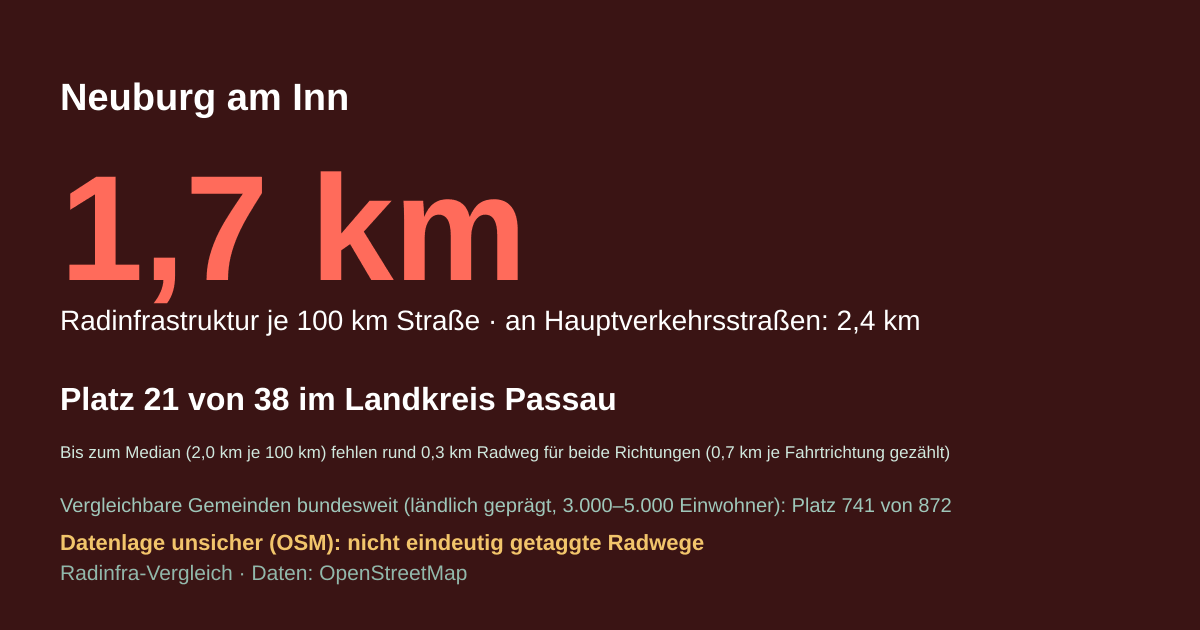 Neuburg am Inn
1,7 km
Radinfrastruktur je 100 km Straße · an Hauptverkehrsstraßen: 2,4 km
Platz 21 von 38 im Landkreis Passau
Bis zum Median (2,0 km je 100 km) fehlen rund 0,3 km Radweg für beide Richtungen (0,7 km je Fahrtrichtung gezählt)
Vergleichbare Gemeinden bundesweit (ländlich geprägt, 3.000–5.000 Einwohner): Platz 741 von 872
Datenlage unsicher (OSM): nicht eindeutig getaggte Radwege
Radinfra-Vergleich · Daten: OpenStreetMap